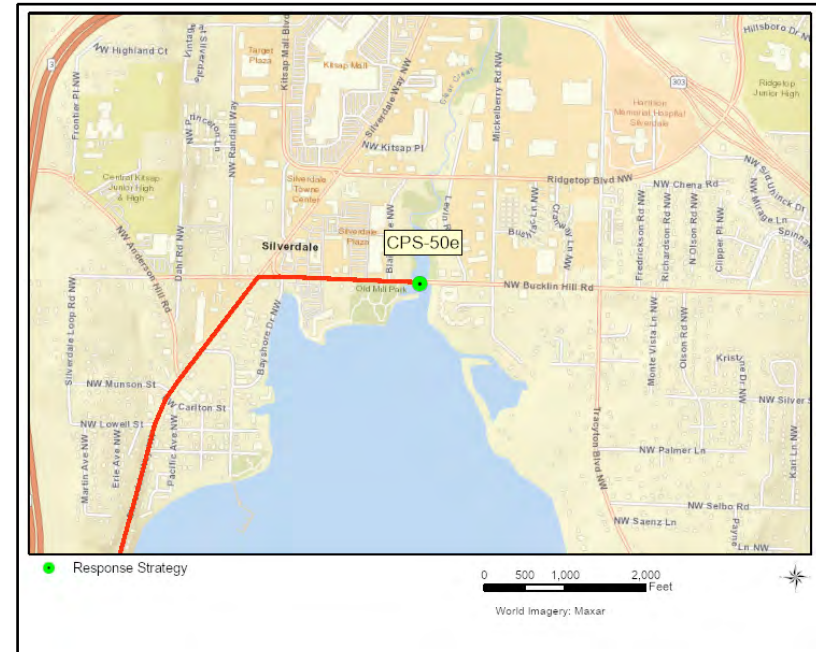 Hillsboro Dr NW
NW Highland Ct
Target
Plaza
Kitsap Mall Blvd
Kitsap Mall
Silverdale Way NW
Clear Creek
Mickelberry Rd NW
3
303
Ridgetop
Junior High
Frontier Pl NW
NW Randall Way
Harrison
Memorial Hospital
Silverdale
NW Kitsap Pl
Central Kitsap
Junior High
& High
Silverdale
Towne
Center
Ridgetop Blvd NW
NW Chena Rd
NW Mirage Ln
NW Anderson Hill Rd
Dahl Rd NW
Silverdale
Plaza
Silverdale
CPS-50e
Fredrickson Rd NW
Richardson Rd NW
N Olson Rd NW
Clipper Pl NW
Old Mill Park
NW Bucklin Hill Rd
Silverdale Loop Rd NW
Bayshore Dr NW
Monte Vista Ln NW
Olson Rd NW
NW Munson St
NW Carlton St
NW Lowell St
Martin Ave NW
Erie Ave NW
Pacific Ave NW
Tracyton Blvd NW
NW Silver S
Karl Ln NW
NW Palmer Ln
NW Selbo Rd
NW Saenz Ln
Payne
Ln NW
Response Strategy
0 500 1,000 2,000
Feet
World Imagery: Maxar